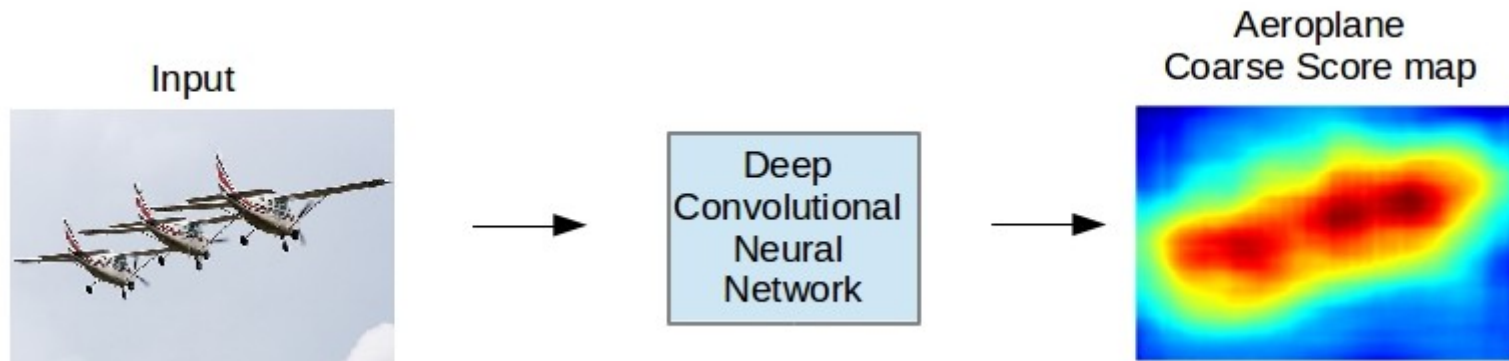 Input
Deep
Convolutional
Neural
Network
Aeroplane
Coarse Score map